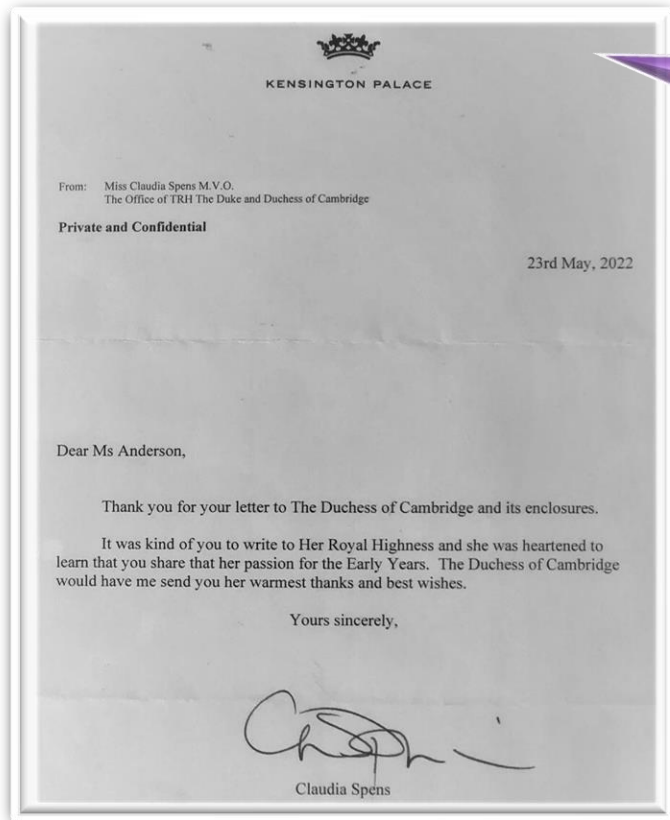 KENSINGTON PALACE
From: Miss Claudia Spens M.V.O.
The Office of TRH The Duke and Duchess of Cambridge
Private and Confidential
23rd May, 2022
Dear Ms Anderson,
Thank you for your letter to The Duchess of Cambridge and its enclosures.
It was kind of you to write to Her Royal Highness and she was heartened to
learn that you share that her passion for the Early Years. The Duchess of Cambridge
would have me send you her warmest thanks and best wishes.
Yours sincerely,
Claudia Spens